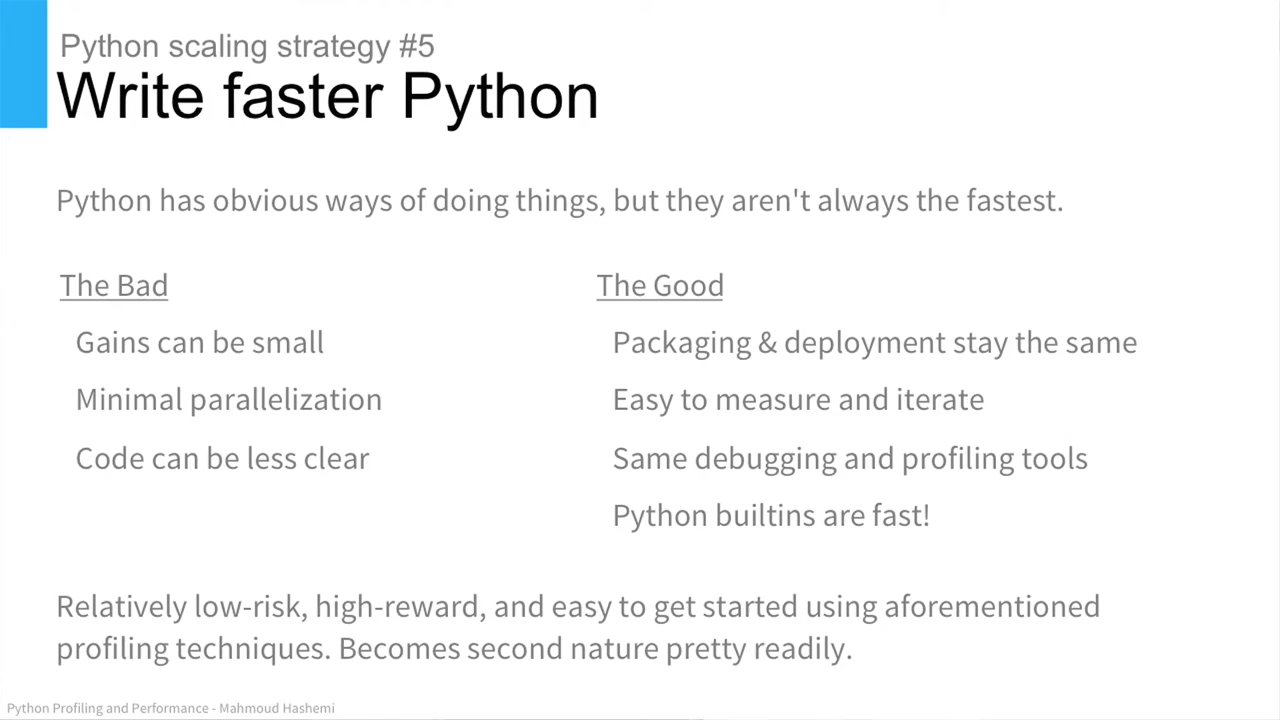 Python scaling strategy #5
Write faster Python
Python has obvious ways of doing things, but they aren't always the fastest.
The Bad
Gains can be small
Minimal parallelization
Code can be less clear
The Good
Packaging & deployment stay the same
Easy to measure and iterate
Same debugging and profiling tools
Python builtins are fast!
Relatively low-risk, high-reward, and easy to get started using aforementioned
profiling techniques. Becomes second nature pretty readily.
Python Profiling and Performance - Mahmoud Hashemi